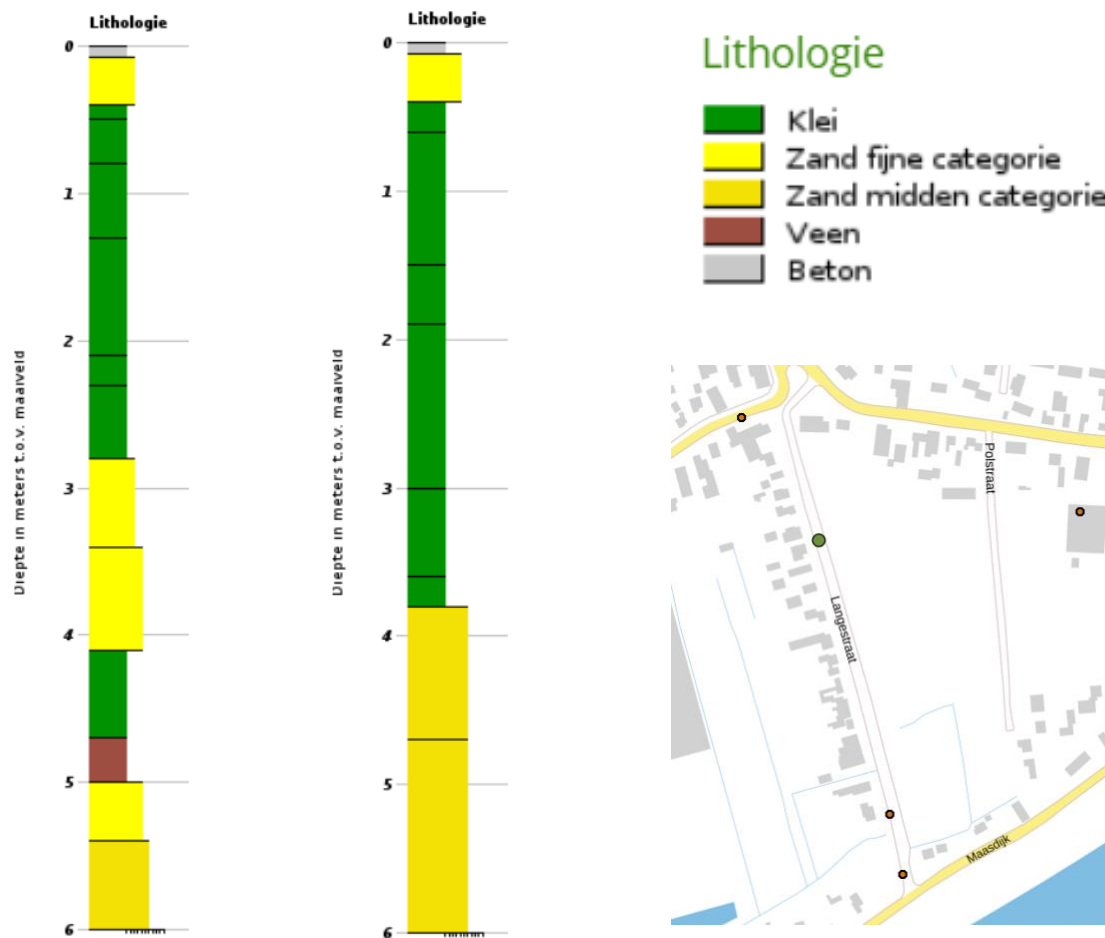 Lithologie
0
1
2
3
4
5
6
Diepte in meters t.o.v. maaiveld
Lithologie
0
1
2
3
4
5
6
Diepte in meters t.o.v. maaiveld
Lithologie
Klei
Zand fijne categorie
Zand midden categorie
Veen
Beton
Polstraat
Langestraat
Maasdijk